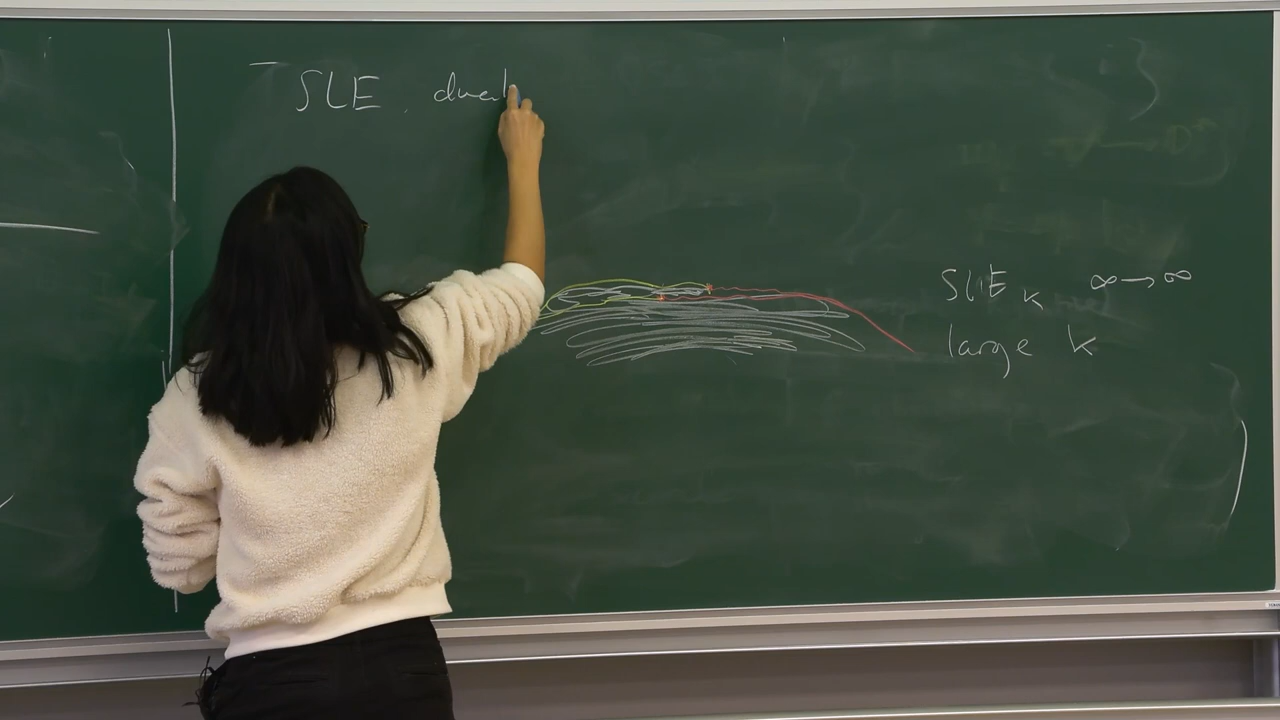 SLE dual
SLE κ ∞→∞
large κ